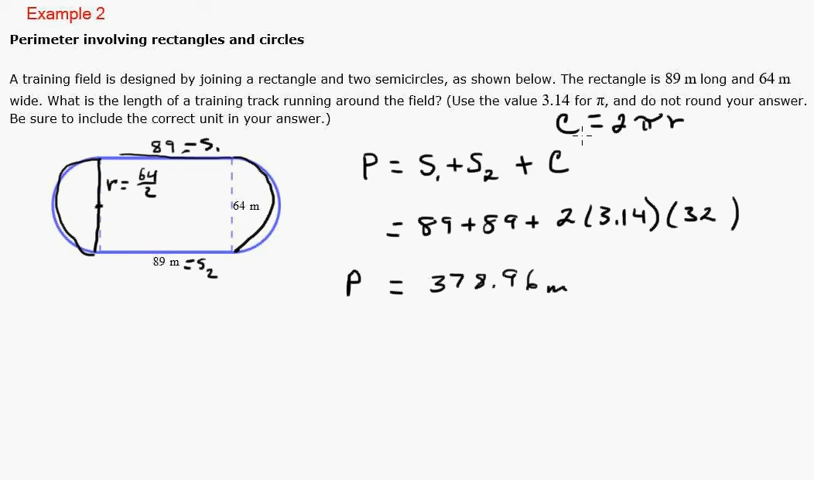 Example 2
Perimeter involving rectangles and circles
A training field is designed by joining a rectangle and two semicircles, as shown below. The rectangle is 89 m long and 64 m
wide. What is the length of a training track running around the field? (Use the value 3.14 for π, and do not round your answer.
Be sure to include the correct unit in your answer.)
C = 2πr
89 = S₁
P = S₁ + S₂ + C
r = 64/2
64 m
= 89 + 89 + 2(3.14)(32)
89 m = S₂
P = 378.96 m